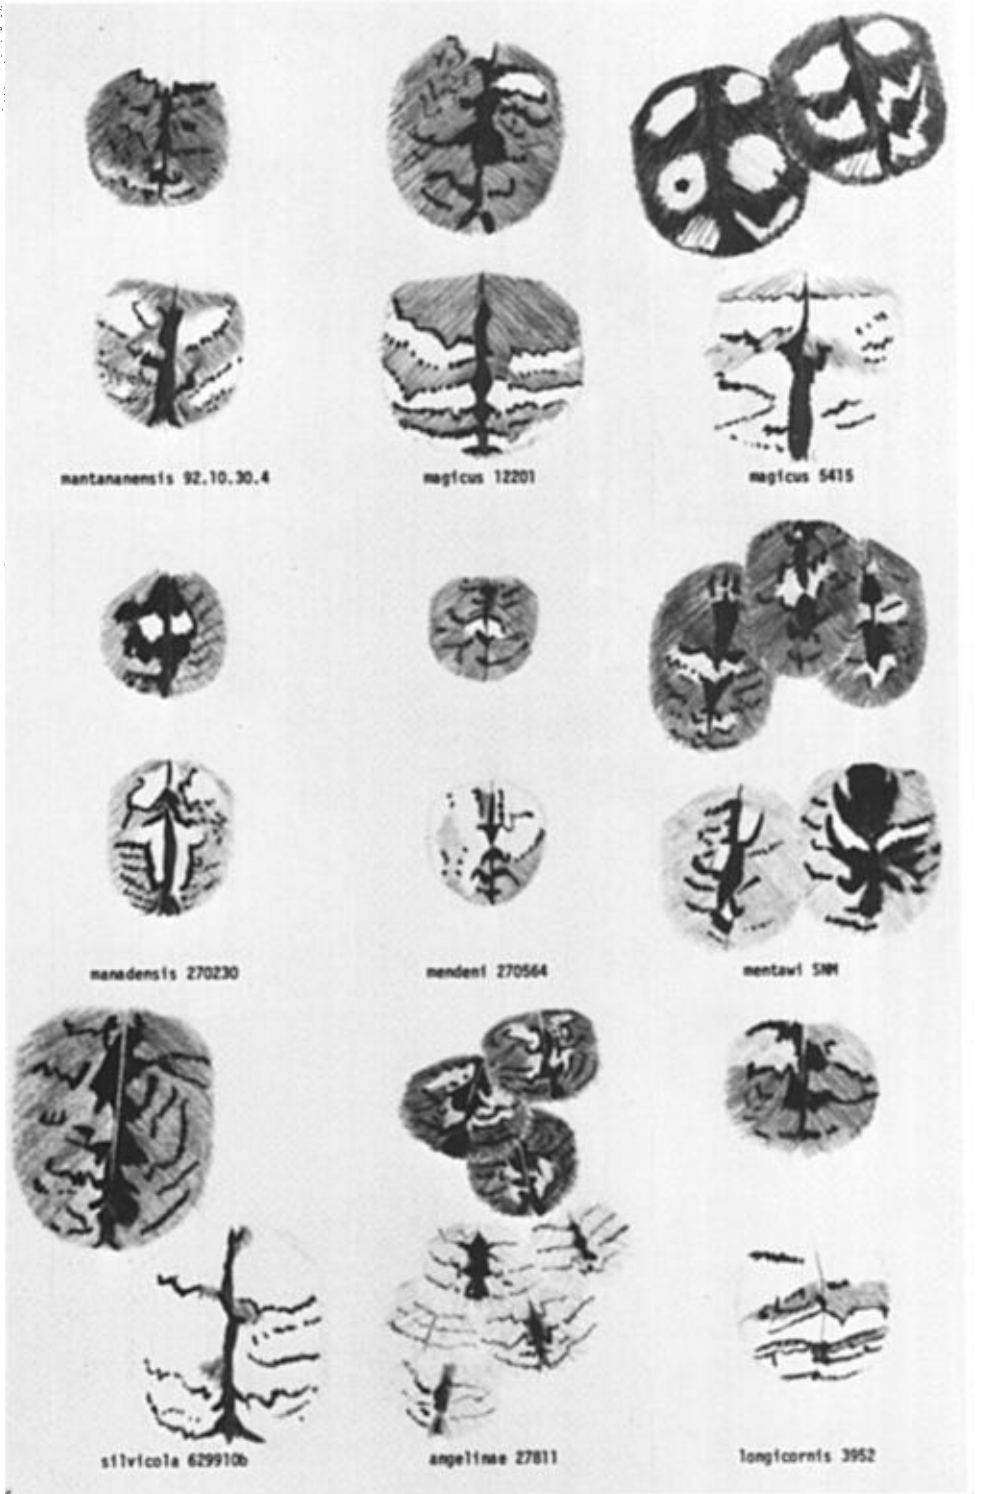 mantananensis 92.10.30.4
magicus 12201
magicus 5415
manadensis 270230
mendeni 270564
mentawi SNM
silvicola 629910b
angelinae 27811
longicornis 3952